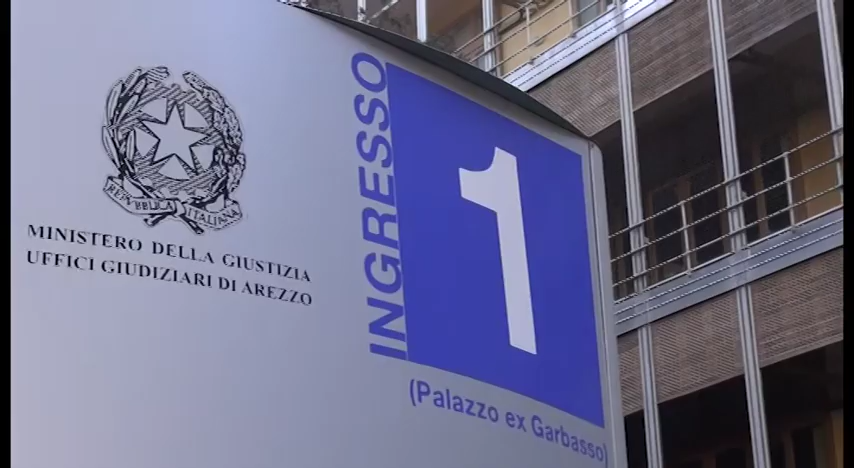 REPVBBLICA ITALIANA
MINISTERO DELLA GIUSTIZIA
UFFICI GIUDIZIARI DI AREZZO
INGRESSO
1
(Palazzo ex Garbasso)